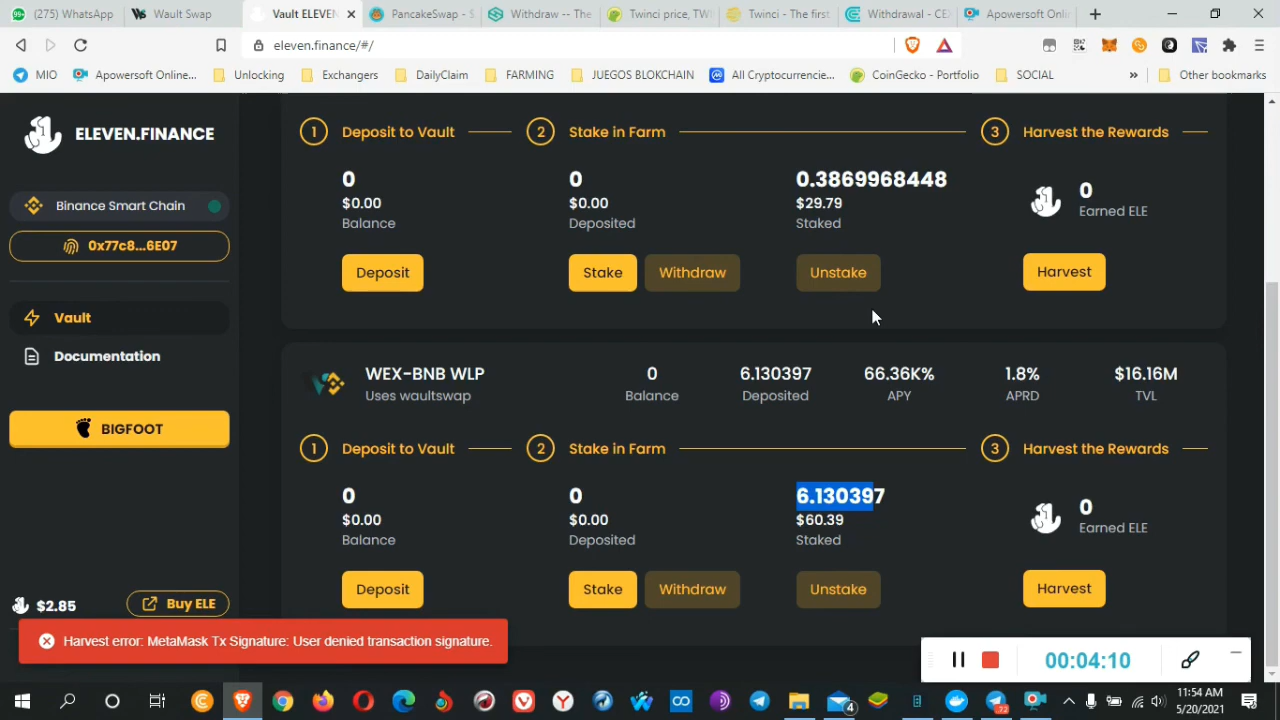 (275) WhatsApp
Wault Swap
Vault ELEVEN
PancakeSwap - $
Withdraw -- The
Twinci price, TW
Twinci - The first
Withdrawal - CEX
Apowersoft Onli
eleven.finance/#/
MIO
Apowersoft Online...
Unlocking
Exchangers
DailyClaim
FARMING
JUEGOS BLOKCHAIN
All Cryptocurrencie...
CoinGecko - Portfolio
SOCIAL
Other bookmarks
ELEVEN.FINANCE
Binance Smart Chain
0x77c8...6E07
Vault
Documentation
BIGFOOT
$2.85
Buy ELE
1 Deposit to Vault
2 Stake in Farm
3 Harvest the Rewards
0
$0.00
Balance
0
$0.00
Deposited
0.3869968448
$29.79
Staked
0
Earned ELE
Deposit
Stake
Withdraw
Unstake
Harvest
WEX-BNB WLP
Uses waultswap
0
Balance
6.130397
Deposited
66.36K%
APY
1.8%
APRD
$16.16M
TVL
1 Deposit to Vault
2 Stake in Farm
3 Harvest the Rewards
0
$0.00
Balance
0
$0.00
Deposited
6.130397
$60.39
Staked
0
Earned ELE
Deposit
Stake
Withdraw
Unstake
Harvest
Harvest error: MetaMask Tx Signature: User denied transaction signature.
00:04:10
4
72
11:54 AM
5/20/2021